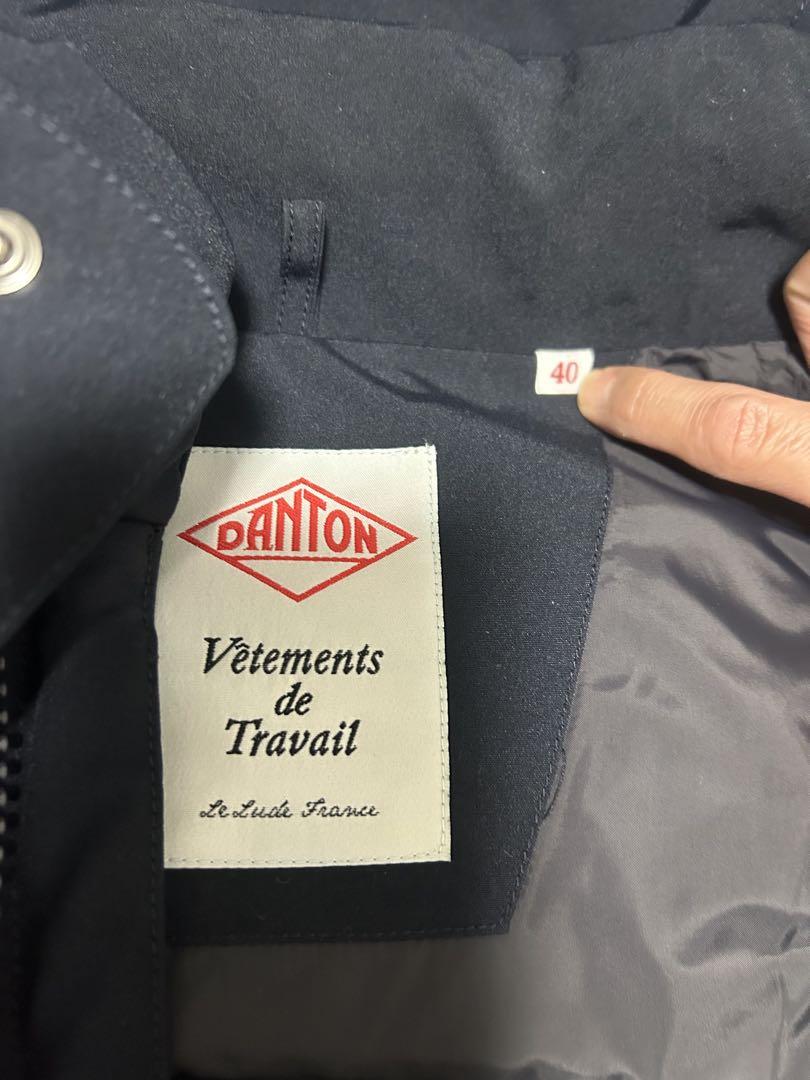 40
DANTON
Vêtements
de
Travail
Le Lude France